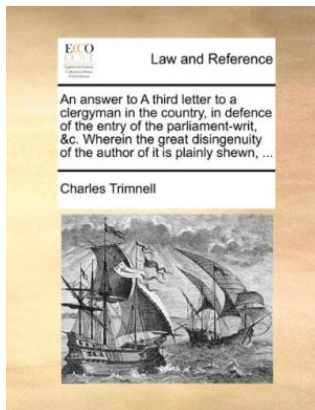 ECCO
Law and Reference
An answer to A third letter to a
clergyman in the country, in defence
of the entry of the parliament-writ,
&c. Wherein the great disingenuity
of the author of it is plainly shewn, ...
Charles Trimnell